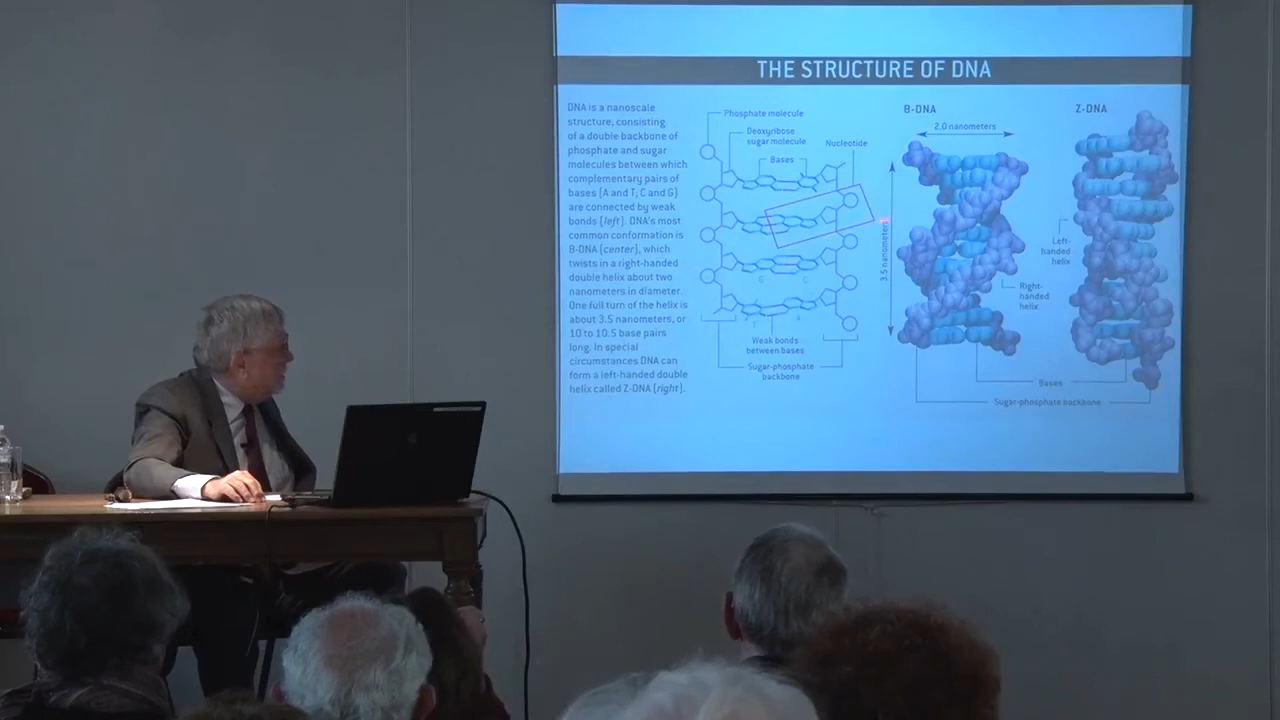 THE STRUCTURE OF DNA
DNA is a nanoscale
structure, consisting
of a double backbone of
phosphate and sugar
molecules between which
complementary pairs of
bases (A and T; C and G)
are connected by weak
bonds (left). DNA's most
common conformation is
B-DNA (center), which
twists in a right-handed
double helix about two
nanometers in diameter.
One full turn of the helix is
about 3.5 nanometers, or
10 to 10.5 base pairs
long. In special
circumstances DNA can
form a left-handed double
helix called Z-DNA (right).
Phosphate molecule
Deoxyribose
sugar molecule
Nucleotide
Bases
G C
T A
Weak bonds
between bases
Sugar-phosphate
backbone
B-DNA
2,0 nanometers
3.5 nanometers
Right-
handed
helix
Z-DNA
Left-
handed
helix
Bases
Sugar-phosphate backbone